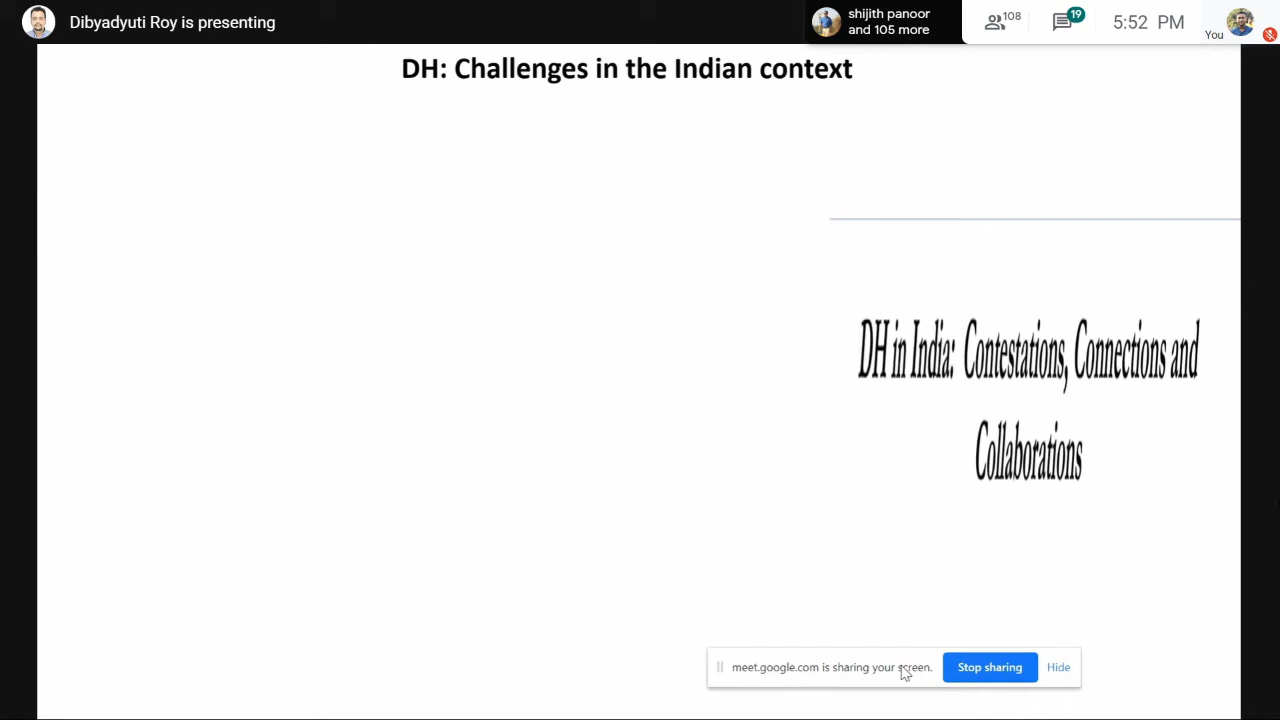 Dibyadyuti Roy is presenting
shijith panoor
and 105 more
108
19
5:52 PM
You
DH: Challenges in the Indian context
DH in India: Contestations, Connections and
Collaborations
meet.google.com is sharing your screen.
Stop sharing
Hide